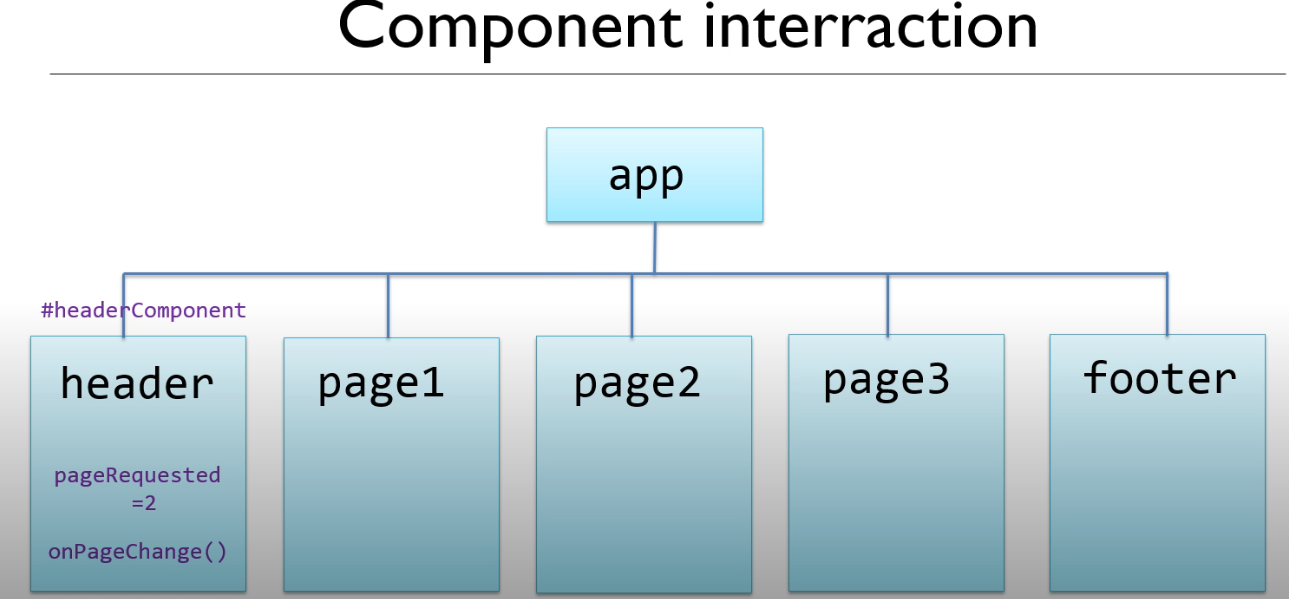 Component interraction
app
#headerComponent
header
page1
page2
page3
footer
pageRequested
=2
onPageChange()